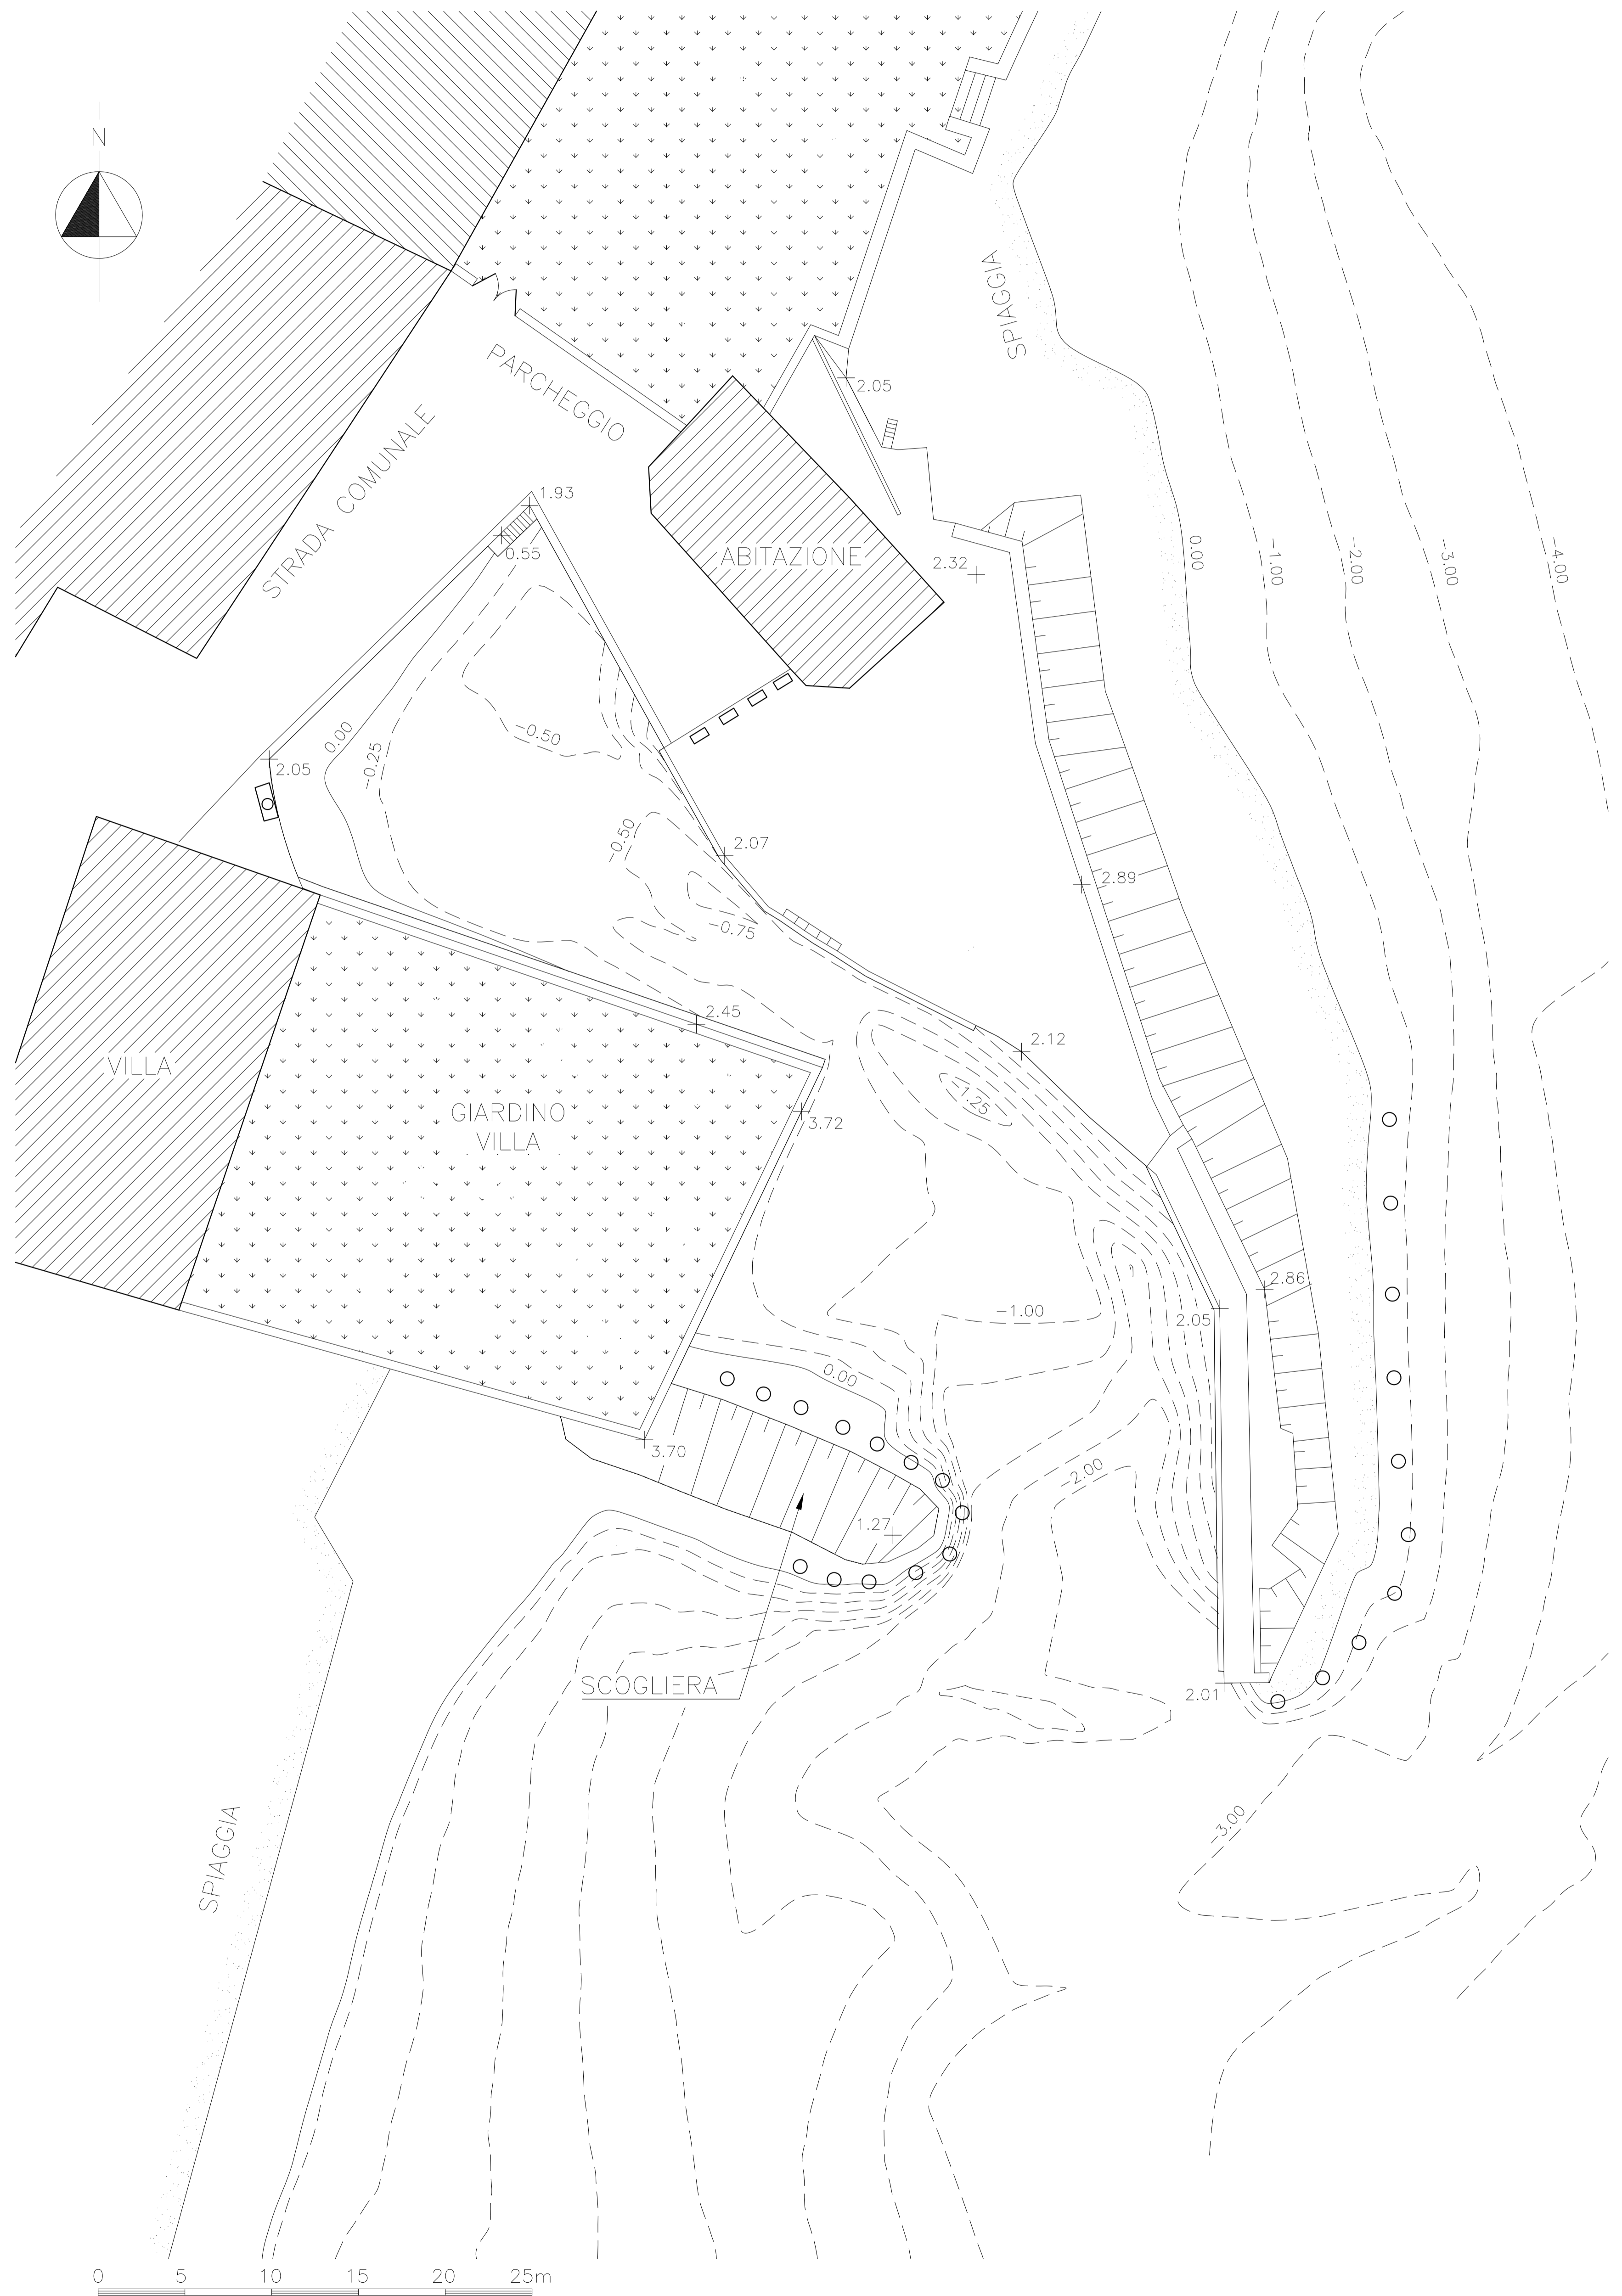 N
SPIAGGIA
PARCHEGGIO
2.05
STRADA COMUNALE
1.93
0.55
ABITAZIONE
2.32
0.00
-1.00
-2.00
-3.00
-4.00
0.00
-0.25
-0.50
2.05
-0.50
2.07
-0.75
2.89
2.45
2.12
VILLA
-1.25
GIARDINO
VILLA
3.72
2.86
-1.00
2.05
0.00
3.70
-2.00
1.27
SCOGLIERA
2.01
SPIAGGIA
-3.00
0 5 10 15 20 25m